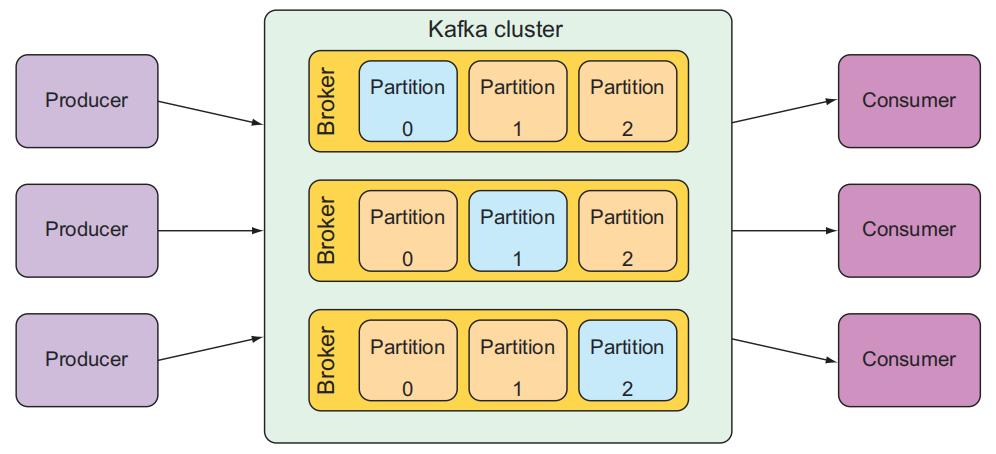 Kafka cluster
Producer
Broker
Partition
0
Partition
1
Partition
2
Consumer
Producer
Broker
Partition
0
Partition
1
Partition
2
Consumer
Producer
Broker
Partition
0
Partition
1
Partition
2
Consumer